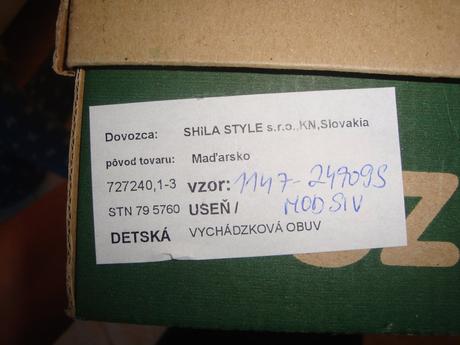 Dovozca: SHiLA STYLE s.r.o.,KN,Slovakia
pôvod tovaru: Maďarsko
727240,1-3 vzor: 1147-247095
STN 79 5760 USEŇ / MODSIV
DETSKÁ VYCHÁDZKOVÁ OBUV